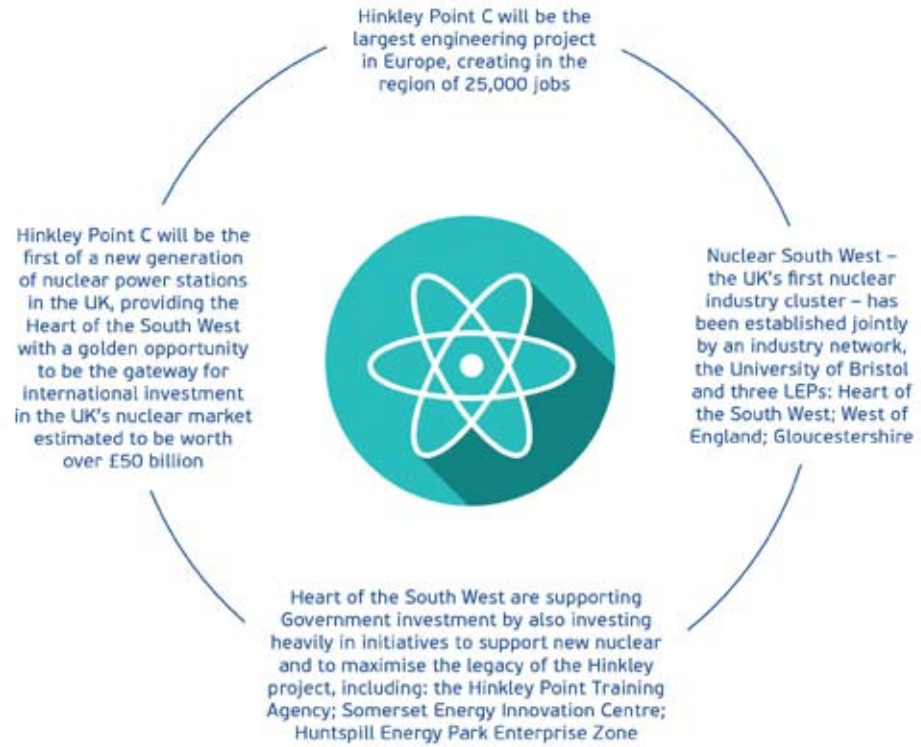 Hinkley Point C will be the
largest engineering project
in Europe, creating in the
region of 25,000 jobs
Nuclear South West –
the UK's first nuclear
industry cluster – has
been established jointly
by an industry network,
the University of Bristol
and three LEPs: Heart of
the South West; West of
England; Gloucestershire
Heart of the South West are supporting
Government investment by also investing
heavily in initiatives to support new nuclear
and to maximise the legacy of the Hinkley
project, including: the Hinkley Point Training
Agency; Somerset Energy Innovation Centre;
Huntspill Energy Park Enterprise Zone
Hinkley Point C will be the
first of a new generation
of nuclear power stations
in the UK, providing the
Heart of the South West
with a golden opportunity
to be the gateway for
international investment
in the UK's nuclear market
estimated to be worth
over £50 billion